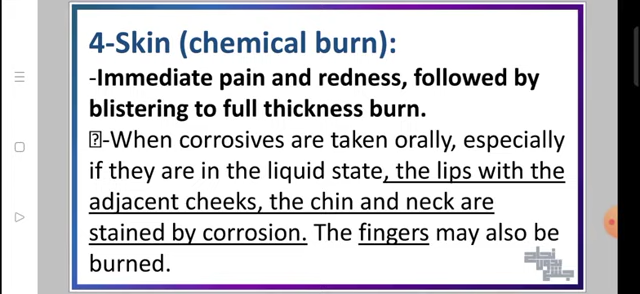 4-Skin (chemical burn):
-Immediate pain and redness, followed by
blistering to full thickness burn.
-When corrosives are taken orally, especially
if they are in the liquid state, the lips with the
adjacent cheeks, the chin and neck are
stained by corrosion. The fingers may also be
burned.